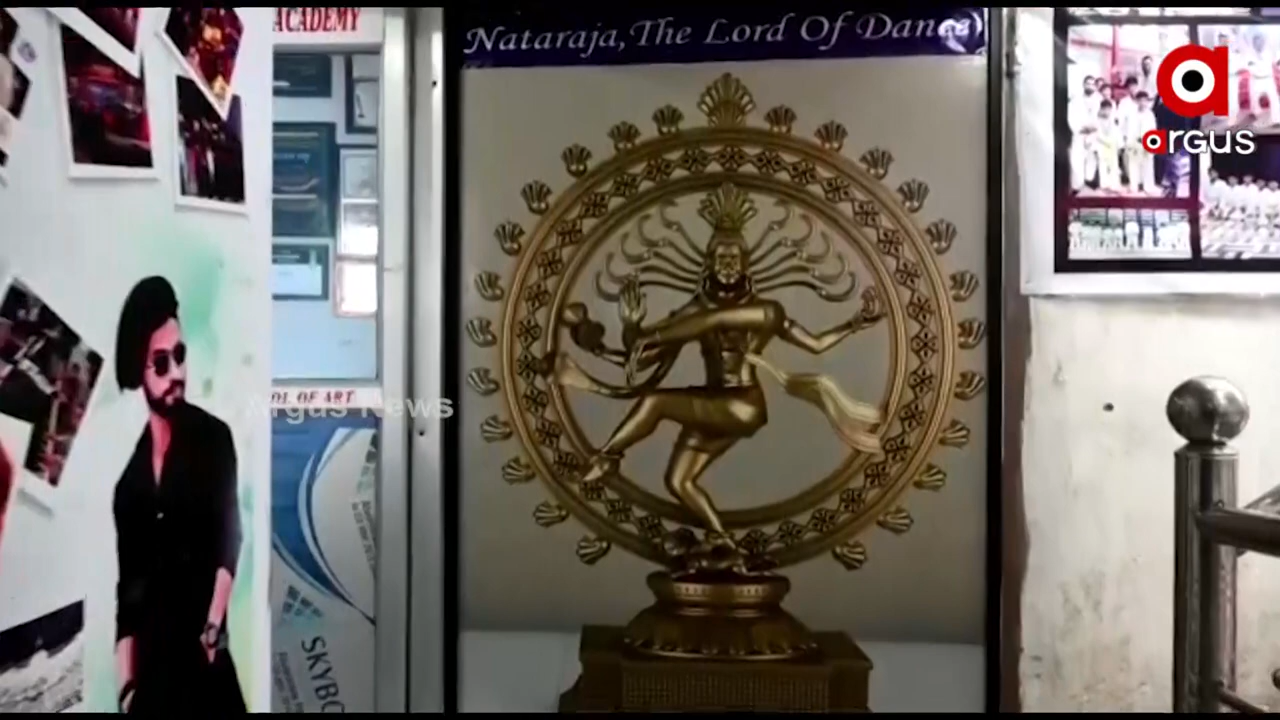 ACADEMY
Nataraja, The Lord Of Dance
argus
OL OF ART
Argus News
SKYBO